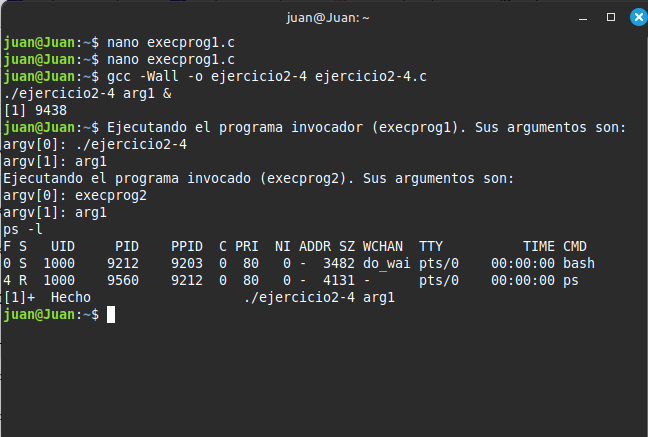 juan@Juan: ~
juan@Juan:~$ nano execprog1.c
juan@Juan:~$ nano execprog1.c
juan@Juan:~$ gcc -Wall -o ejercicio2-4 ejercicio2-4.c
./ejercicio2-4 arg1 &
[1] 9438
juan@Juan:~$ Ejecutando el programa invocador (execprog1). Sus argumentos son:
argv[0]: ./ejercicio2-4
argv[1]: arg1
Ejecutando el programa invocado (execprog2). Sus argumentos son:
argv[0]: execprog2
argv[1]: arg1
ps -l
F S   UID     PID    PPID  C PRI  NI ADDR SZ WCHAN  TTY          TIME CMD
0 S  1000    9212    9203  0  80   0 -  3482 do_wai pts/0    00:00:00 bash
4 R  1000    9560    9212  0  80   0 -  4131 -      pts/0    00:00:00 ps
[1]+  Hecho                   ./ejercicio2-4 arg1
juan@Juan:~$